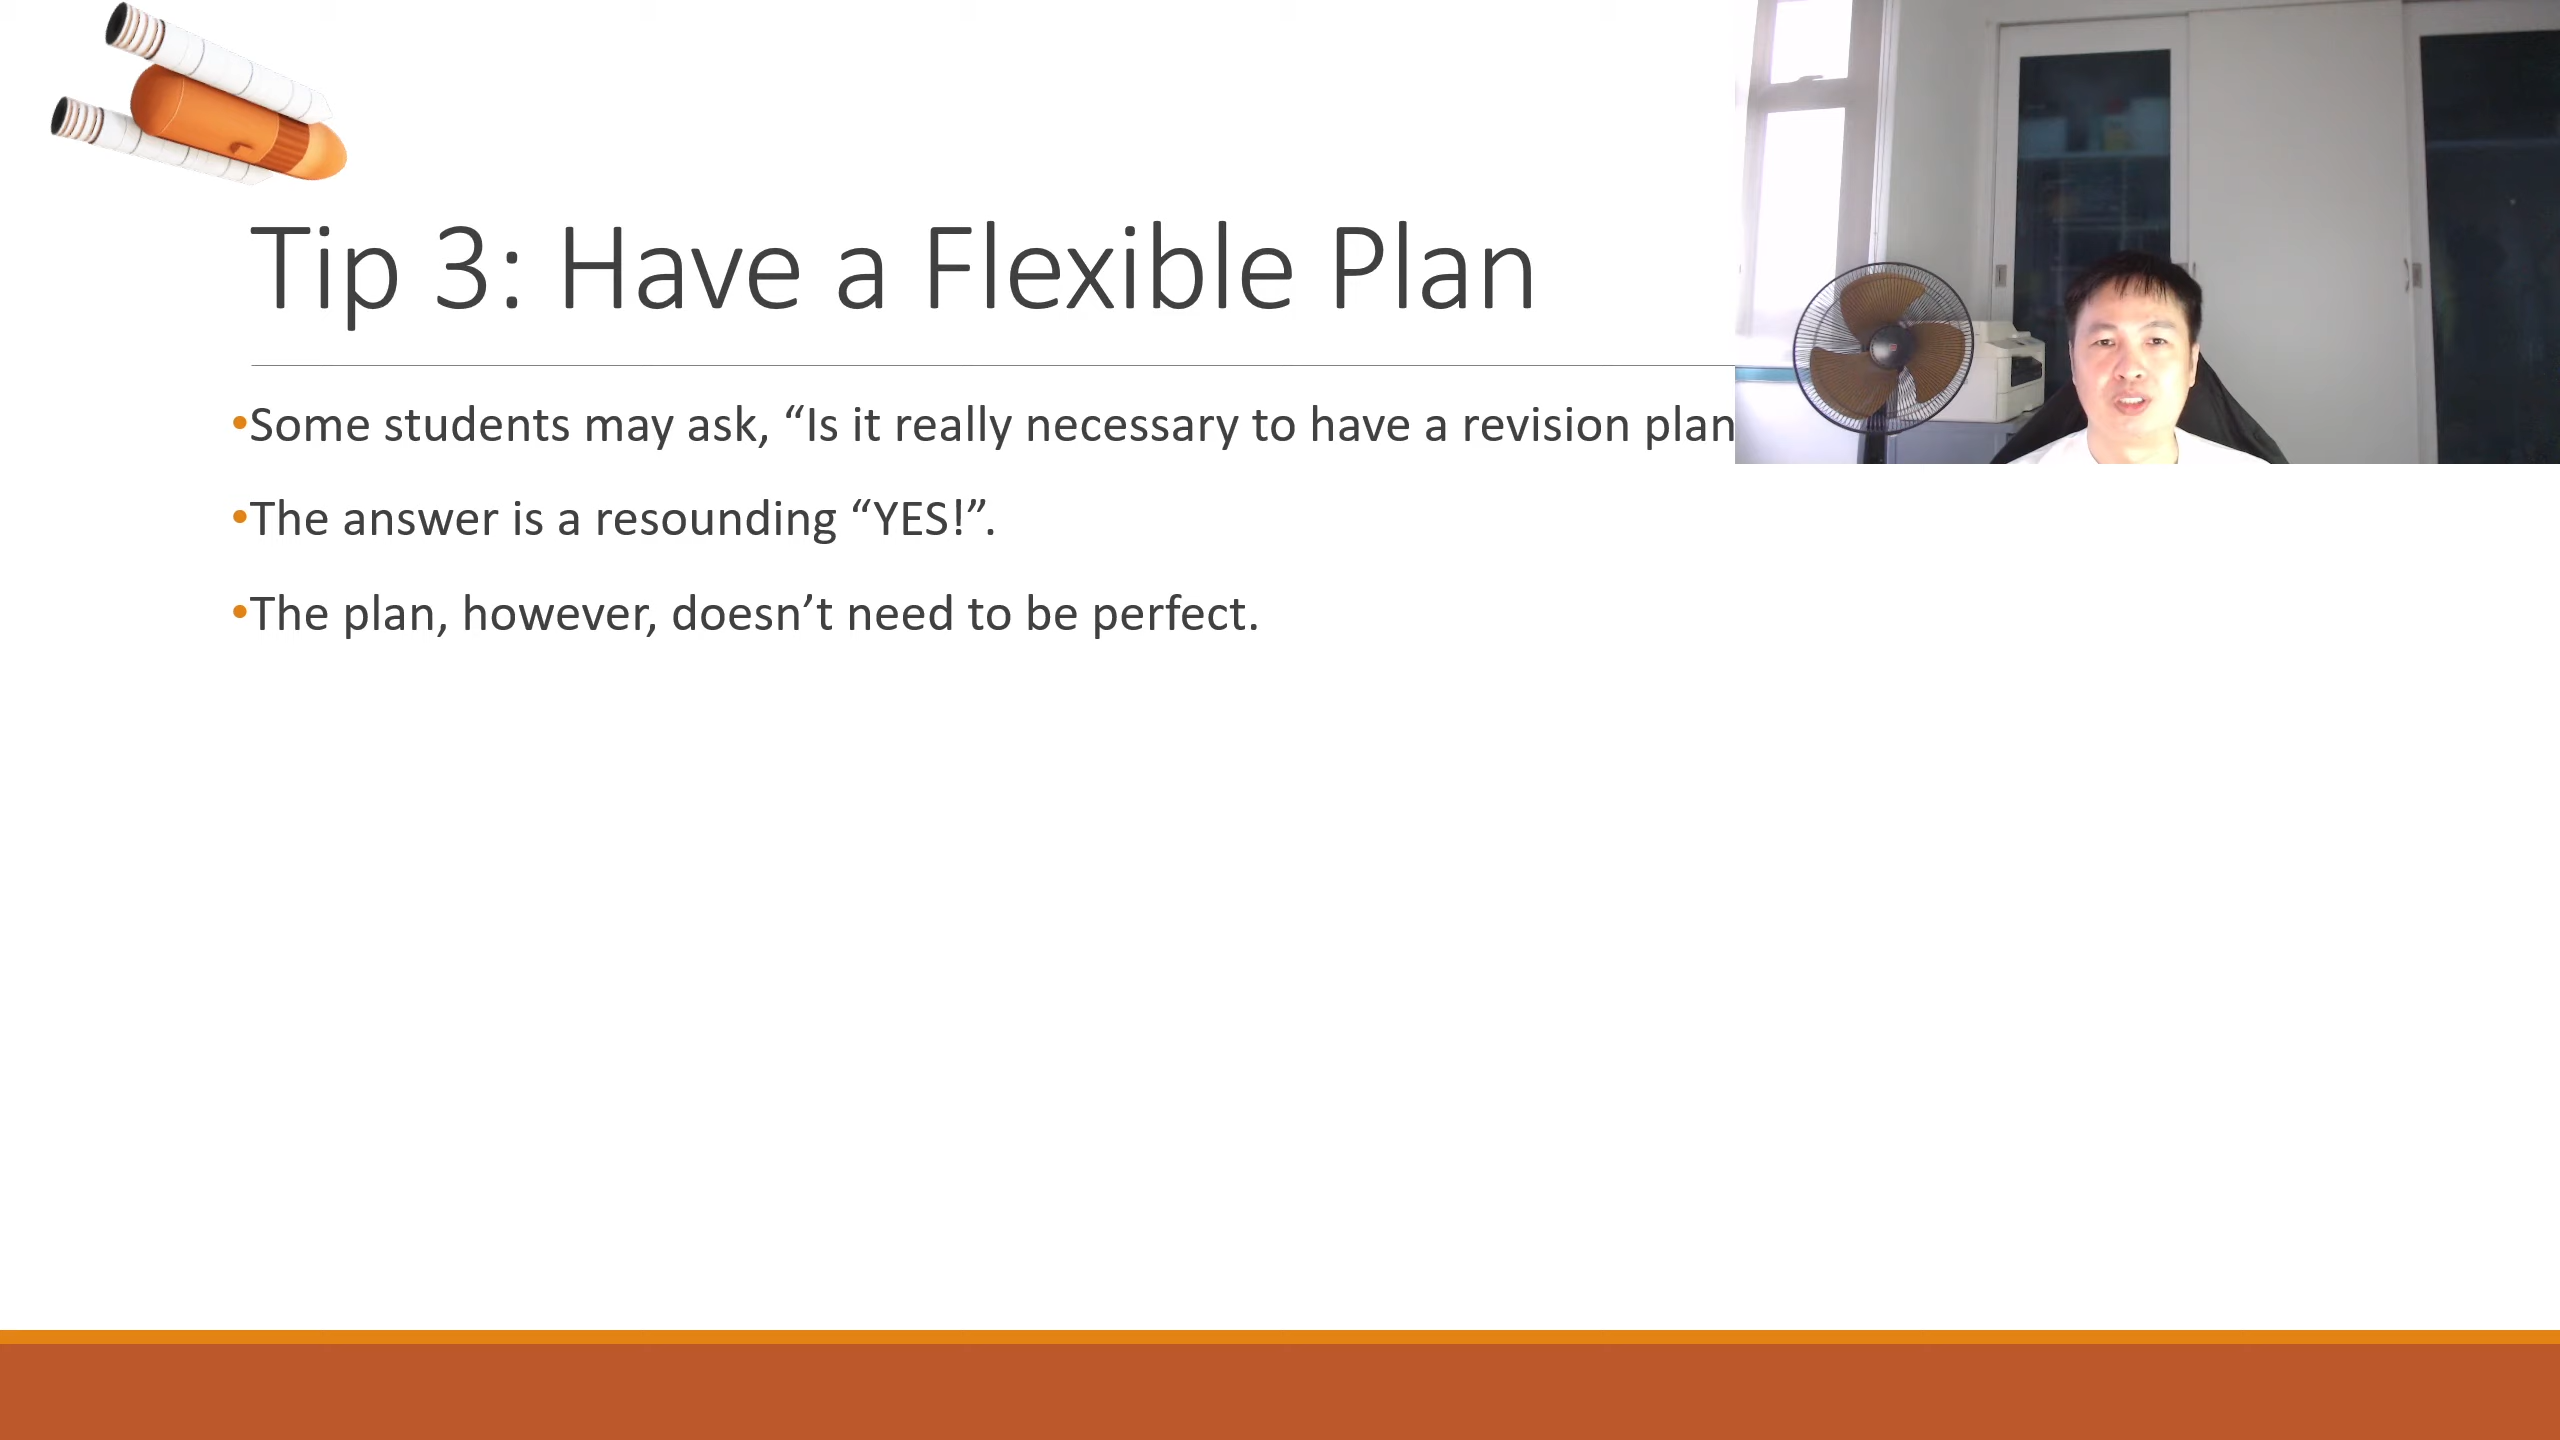 Tip 3: Have a Flexible Plan
•Some students may ask, “Is it really necessary to have a revision plan
•The answer is a resounding “YES!”.
•The plan, however, doesn’t need to be perfect.